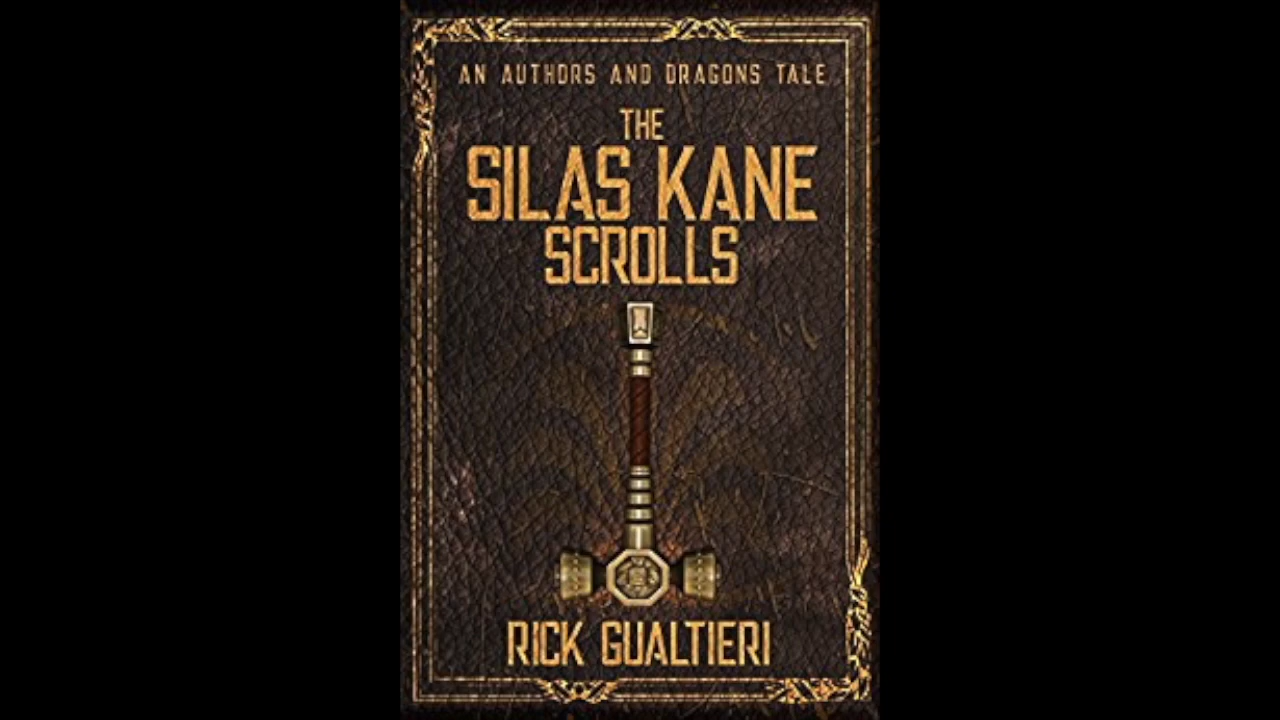 AN AUTHORS AND DRAGONS TALE
THE
SILAS KANE
SCROLLS
RICK GUALTIERI